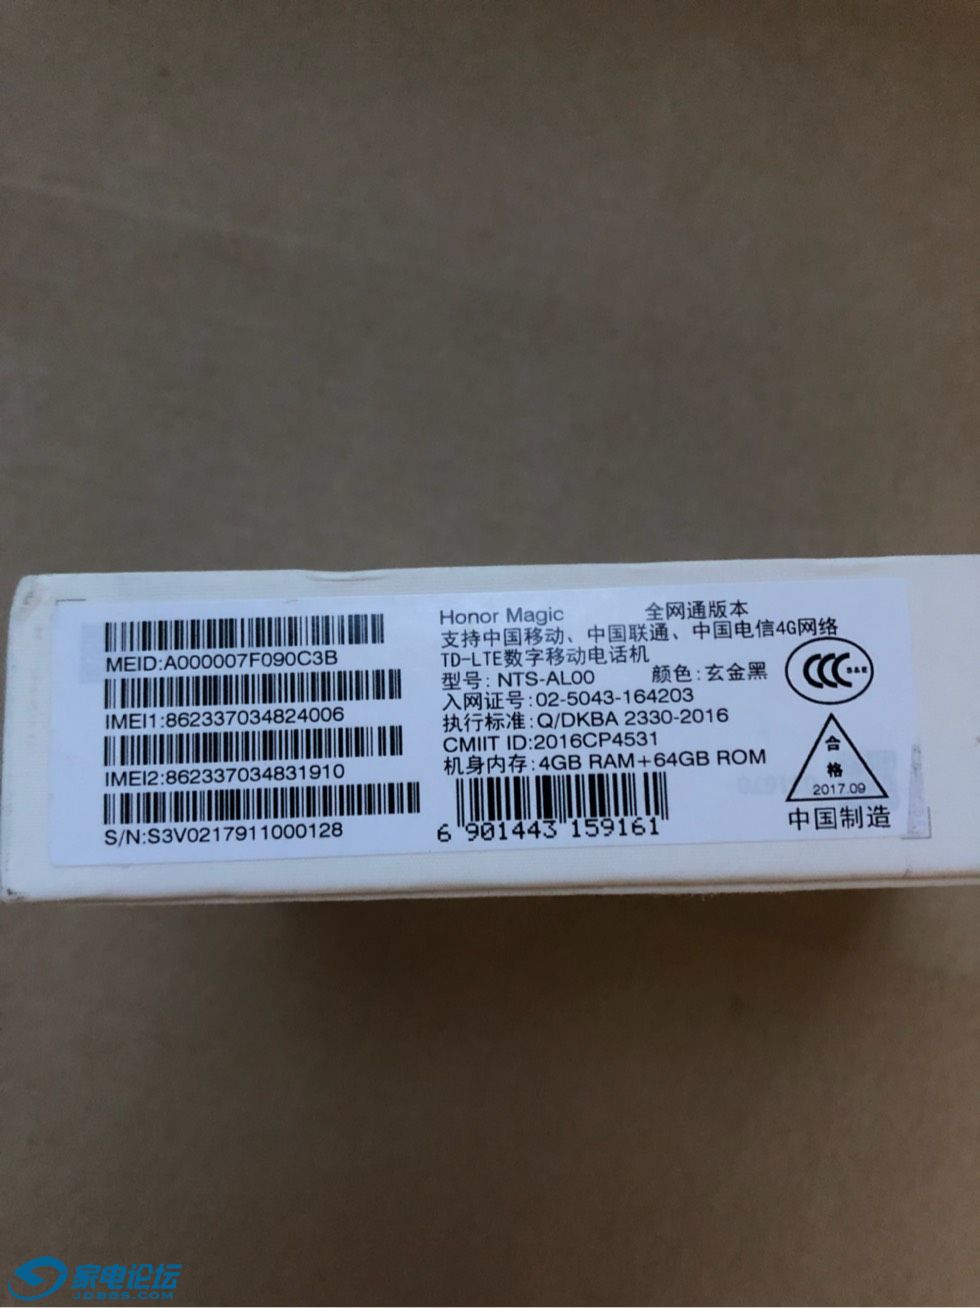 MEID:A000007F090C3B
IMEI1:862337034824006
IMEI2:862337034831910
S/N:S3V0217911000128
Honor Magic 全网通版本
支持中国移动、中国联通、中国电信4G网络
TD-LTE数字移动电话机
型号: NTS-AL00 颜色:玄金黑
入网证号:02-5043-164203
执行标准:Q/DKBA 2330-2016
CMIIT ID:2016CP4531
机身内存:4GB RAM+64GB ROM
6 901443 159161
CCC
合
格
2017.09
中国制造
家电论坛
JDBBS.COM